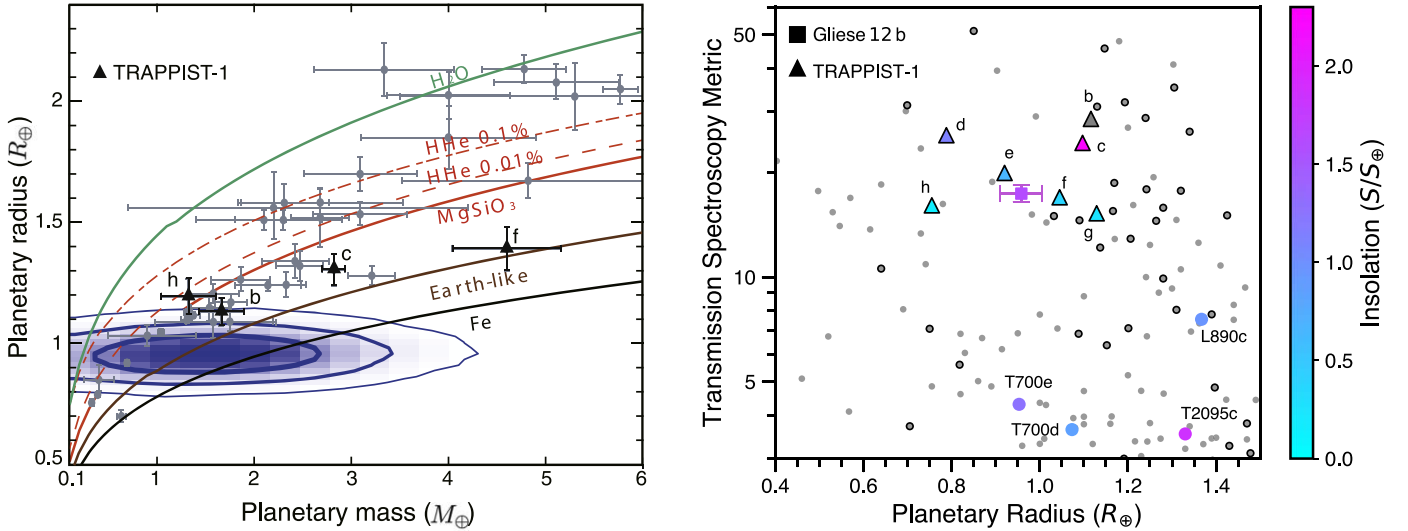 ▲ TRAPPIST-1
H₂O
HHe 0.1%
HHe 0.01%
MgSiO₃
Earth-like
Fe
h
b
c
f
Planetary radius (R⊕)
2
1.5
1
0.5
0.1
1
2
3
4
5
6
Planetary mass (M⊕)
■ Gliese 12 b
▲ TRAPPIST-1
b
d
c
e
h
f
g
L890c
T700e
T700d
T2095c
Transmission Spectroscopy Metric
50
10
5
0.4
0.6
0.8
1.0
1.2
1.4
Planetary Radius (R⊕)
2.0
1.5
1.0
0.5
0.0
Insolation (S/S⊕)